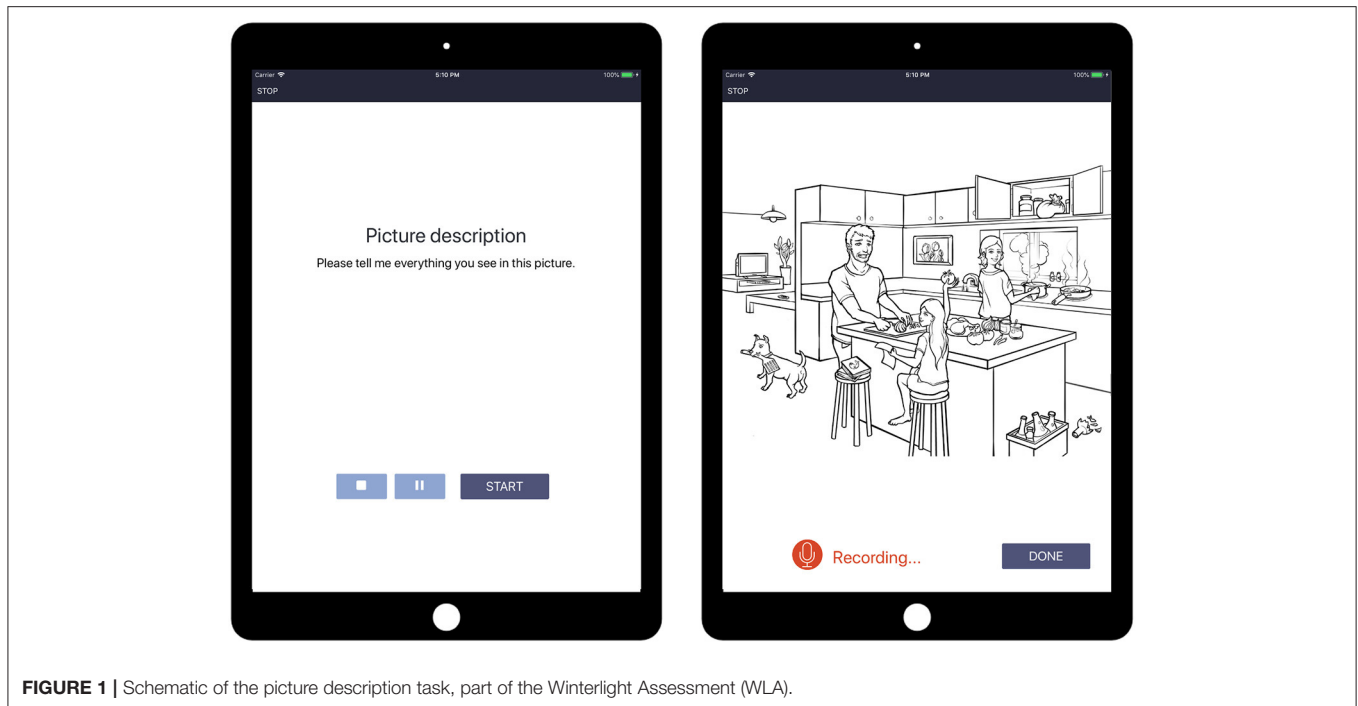 Carrier 5:10 PM 100%
STOP
Picture description
Please tell me everything you see in this picture.
START
Carrier 5:10 PM 100%
STOP
Recording...
DONE
FIGURE 1 | Schematic of the picture description task, part of the Winterlight Assessment (WLA).